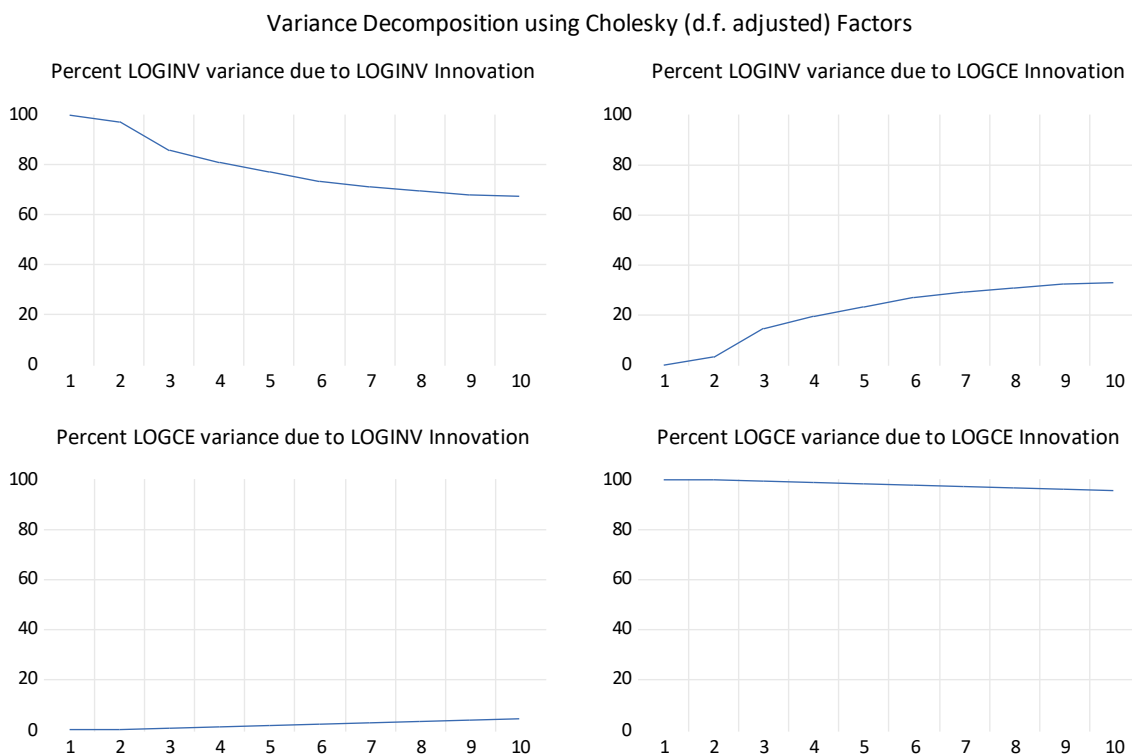 Variance Decomposition using Cholesky (d.f. adjusted) Factors
Percent LOGINV variance due to LOGINV Innovation
100
80
60
40
20
0
1 2 3 4 5 6 7 8 9 10
Percent LOGINV variance due to LOGCE Innovation
100
80
60
40
20
0
1 2 3 4 5 6 7 8 9 10
Percent LOGCE variance due to LOGINV Innovation
100
80
60
40
20
0
1 2 3 4 5 6 7 8 9 10
Percent LOGCE variance due to LOGCE Innovation
100
80
60
40
20
0
1 2 3 4 5 6 7 8 9 10